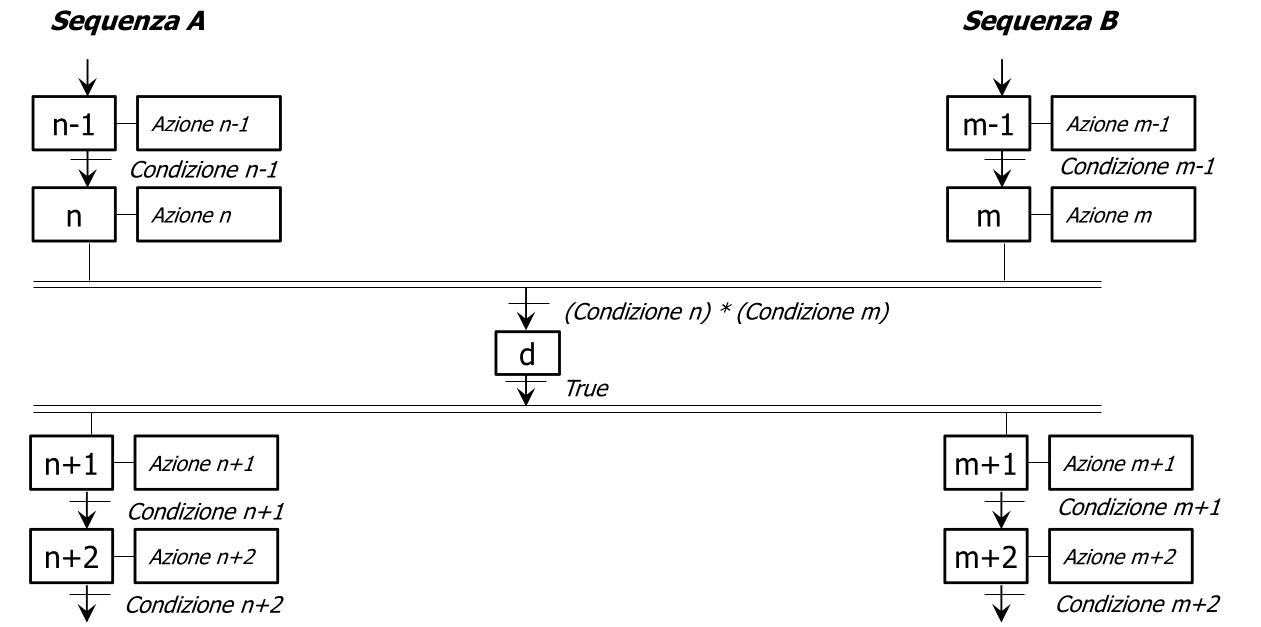 Sequenza A
Sequenza B
n-1
Azione n-1
m-1
Azione m-1
Condizione n-1
Condizione m-1
n
Azione n
m
Azione m
(Condizione n) * (Condizione m)
d
True
n+1
Azione n+1
m+1
Azione m+1
Condizione n+1
Condizione m+1
n+2
Azione n+2
m+2
Azione m+2
Condizione n+2
Condizione m+2